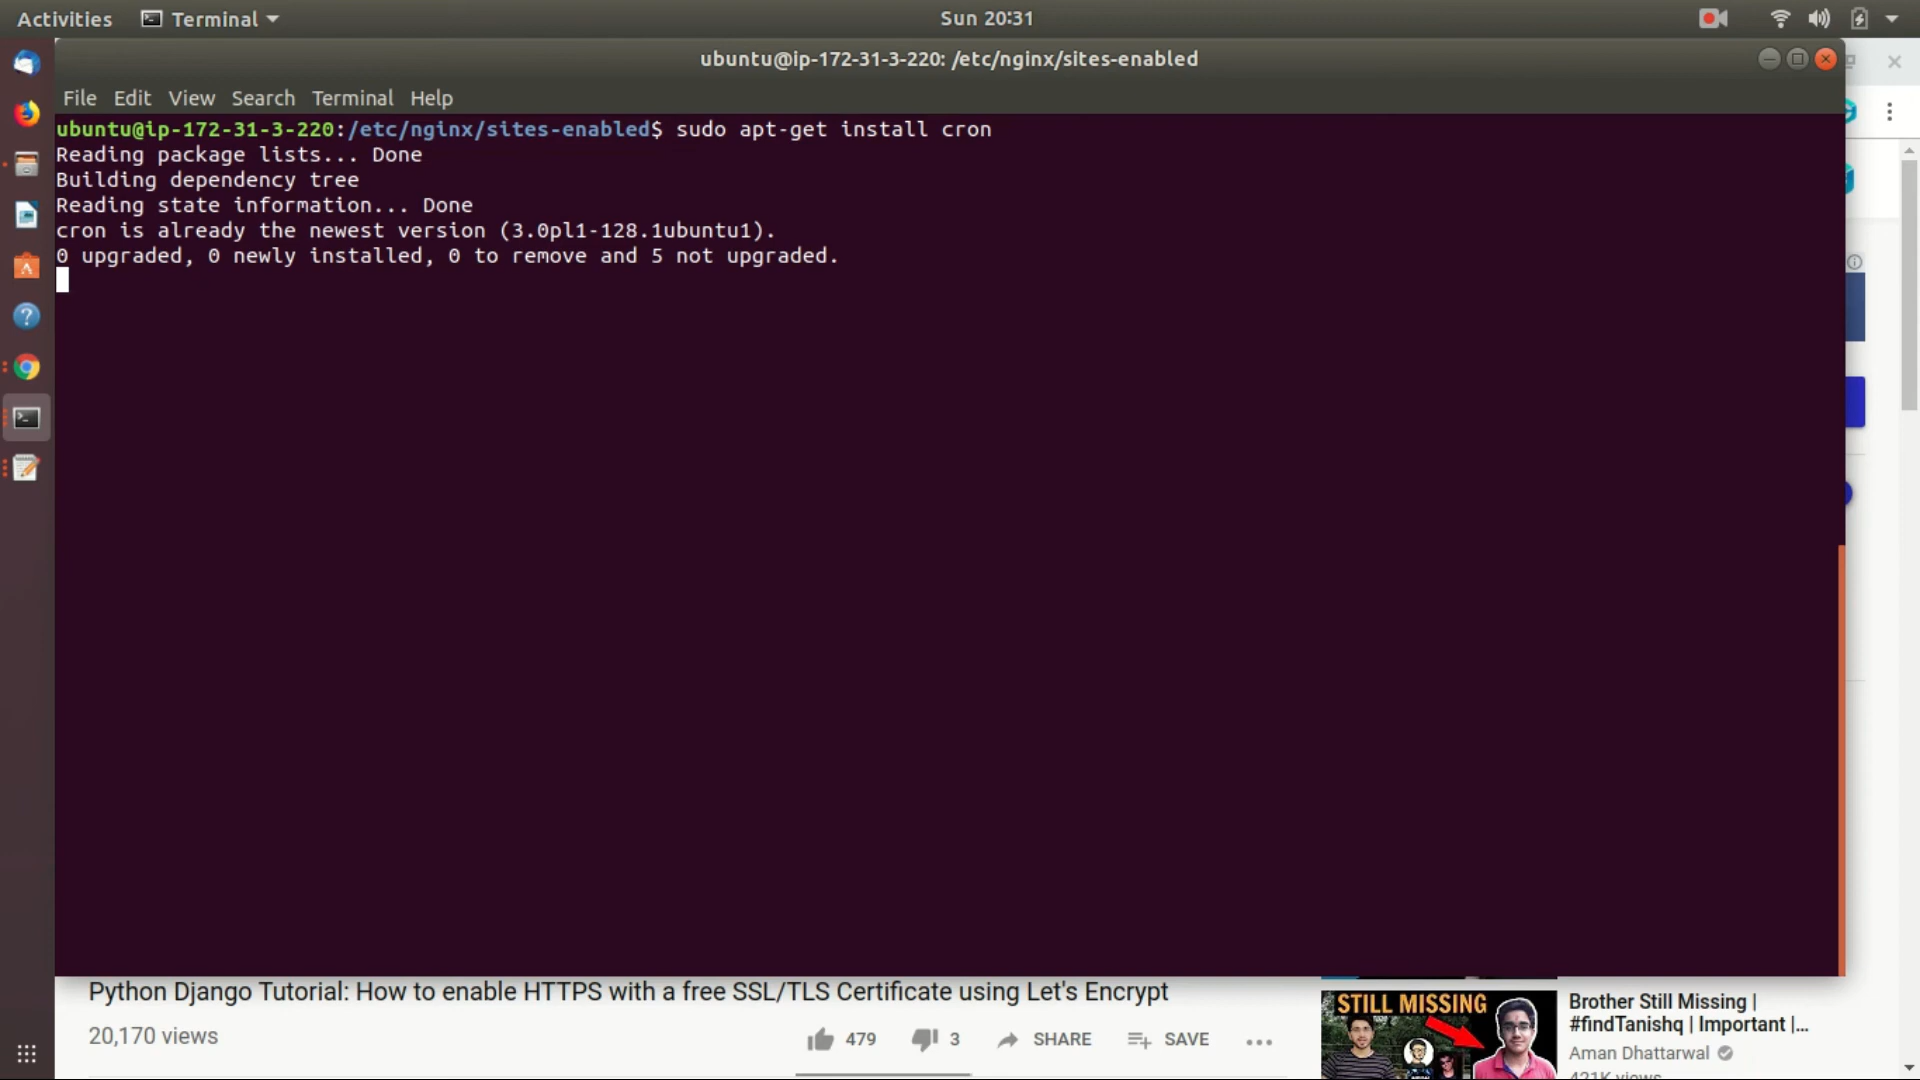 Activities Terminal Sun 20:31
ubuntu@ip-172-31-3-220: /etc/nginx/sites-enabled
File Edit View Search Terminal Help
ubuntu@ip-172-31-3-220:/etc/nginx/sites-enabled$ sudo apt-get install cron
Reading package lists... Done
Building dependency tree
Reading state information... Done
cron is already the newest version (3.0pl1-128.1ubuntu1).
0 upgraded, 0 newly installed, 0 to remove and 5 not upgraded.
Python Django Tutorial: How to enable HTTPS with a free SSL/TLS Certificate using Let's Encrypt
20,170 views 479 3 SHARE SAVE
STILL MISSING
Brother Still Missing |
#findTanishq | Important |...
Aman Dhattarwal
421K views